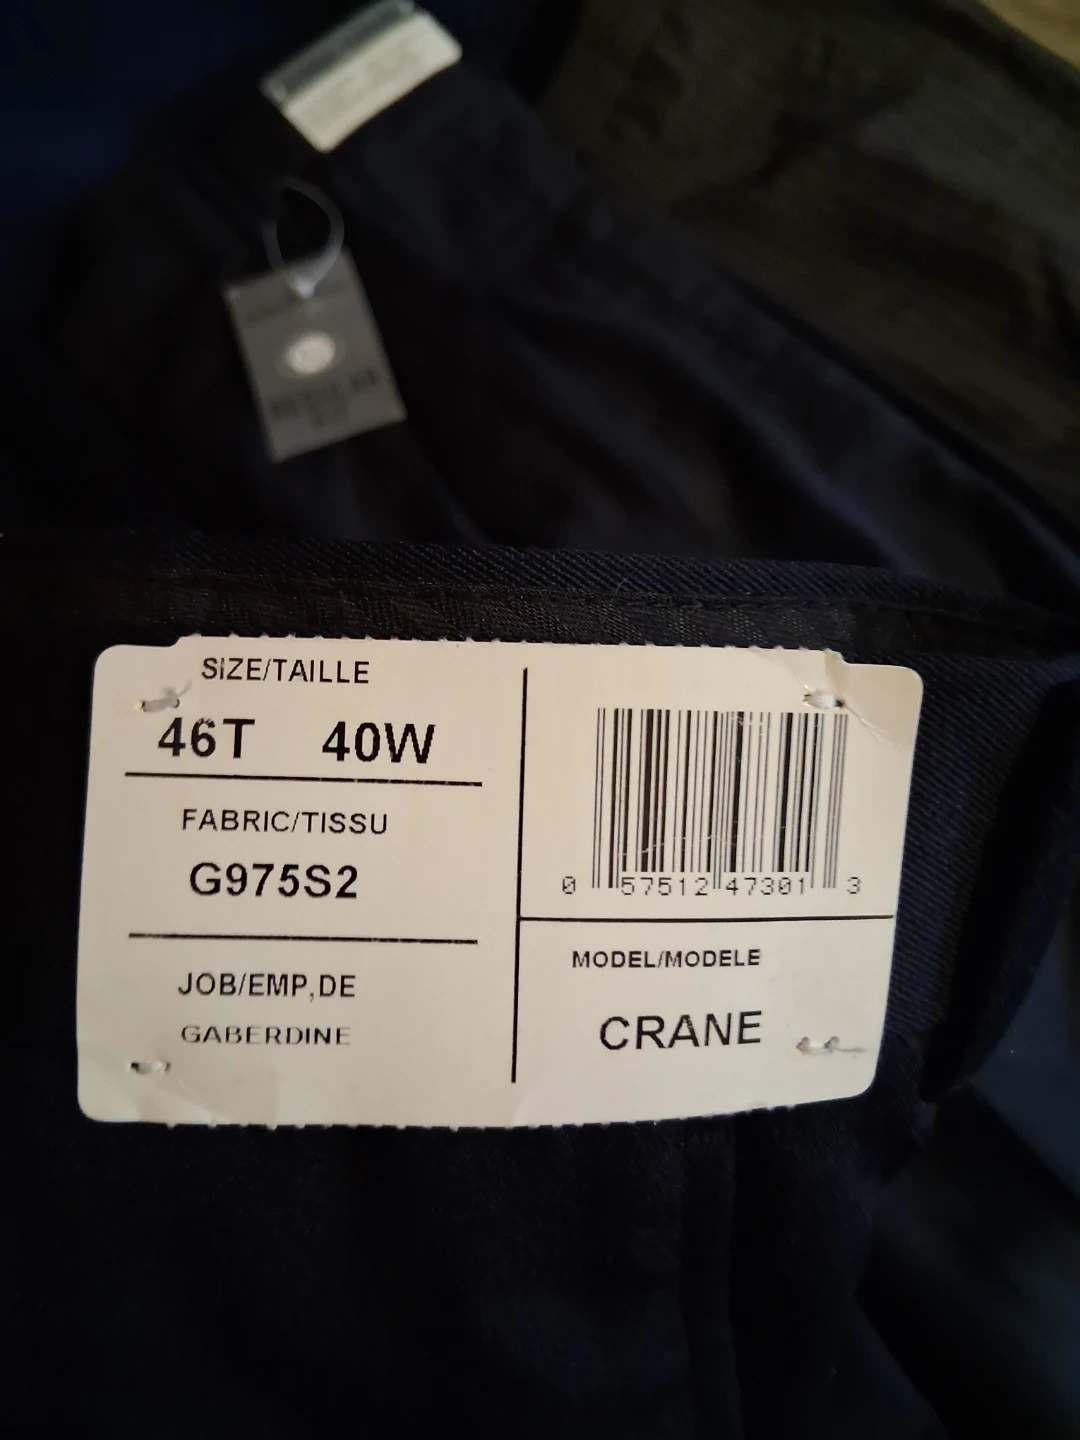 SIZE/TAILLE
46T 40W
FABRIC/TISSU
G975S2
JOB/EMP,DE
GABERDINE
0 57512 47301 3
MODEL/MODELE
CRANE